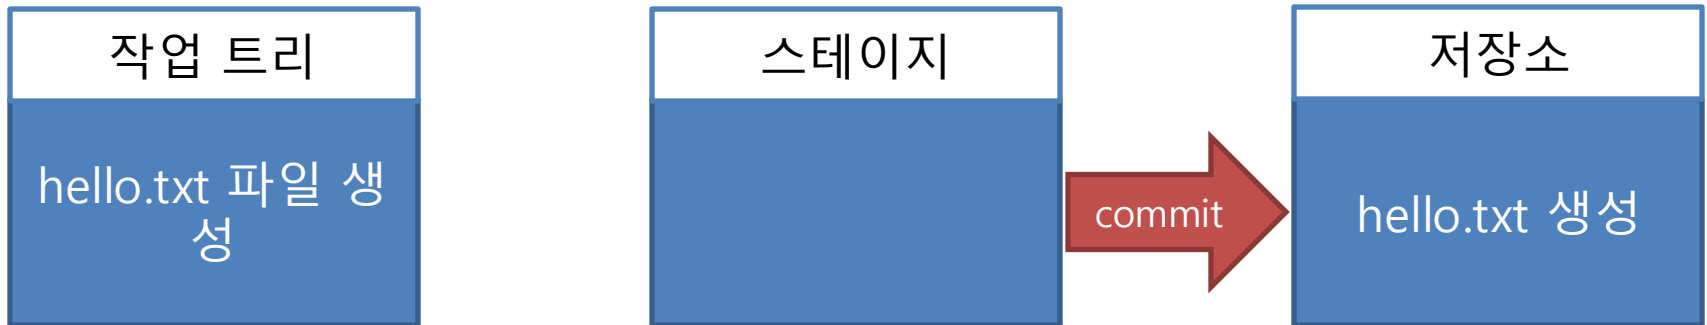 작업 트리
스테이지
저장소
hello.txt 파일 생
성
commit
hello.txt 생성